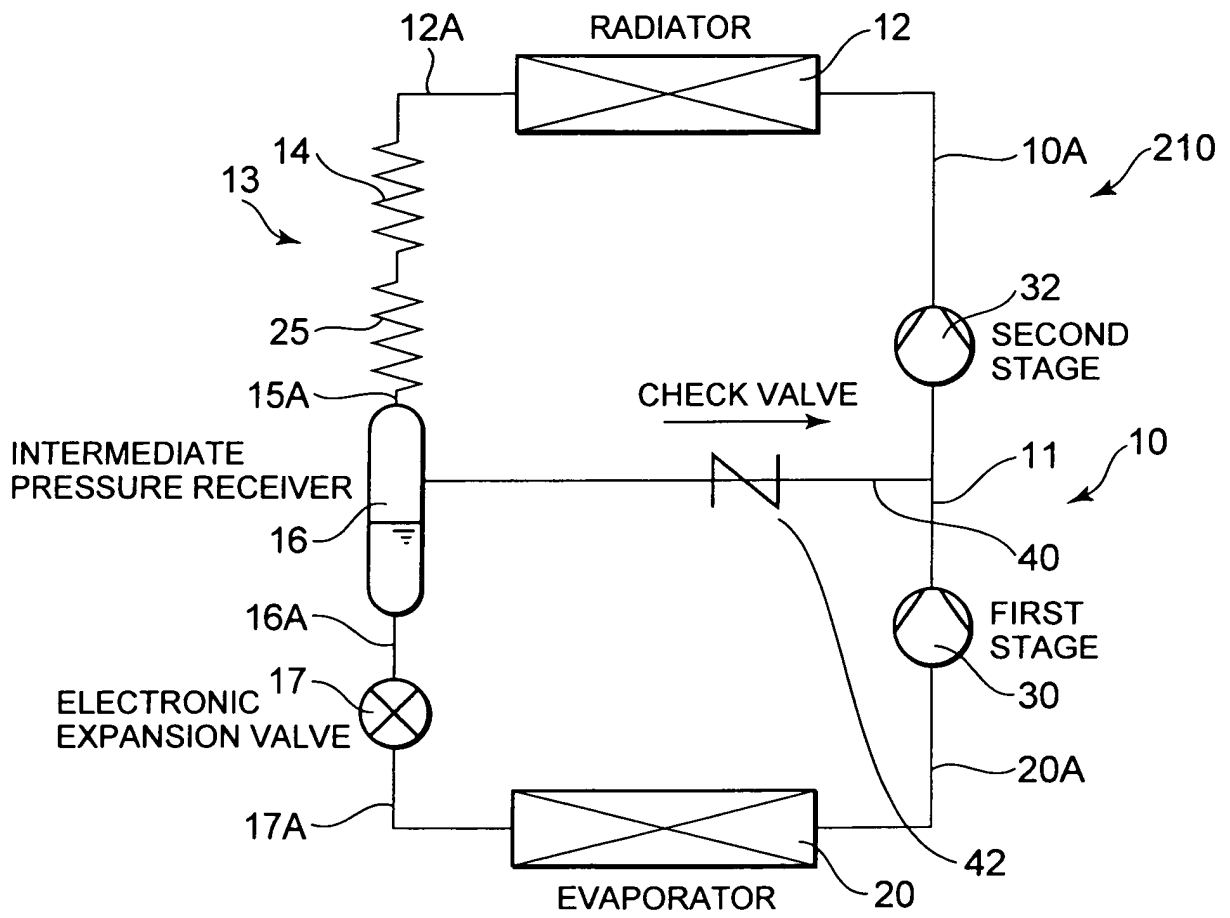 RADIATOR
12A
12
14
13
10A
210
25
32
SECOND
STAGE
15A
CHECK VALVE
INTERMEDIATE
PRESSURE RECEIVER
16
11
10
40
16A
FIRST
STAGE
17
30
ELECTRONIC
EXPANSION VALVE
20A
17A
42
20
EVAPORATOR